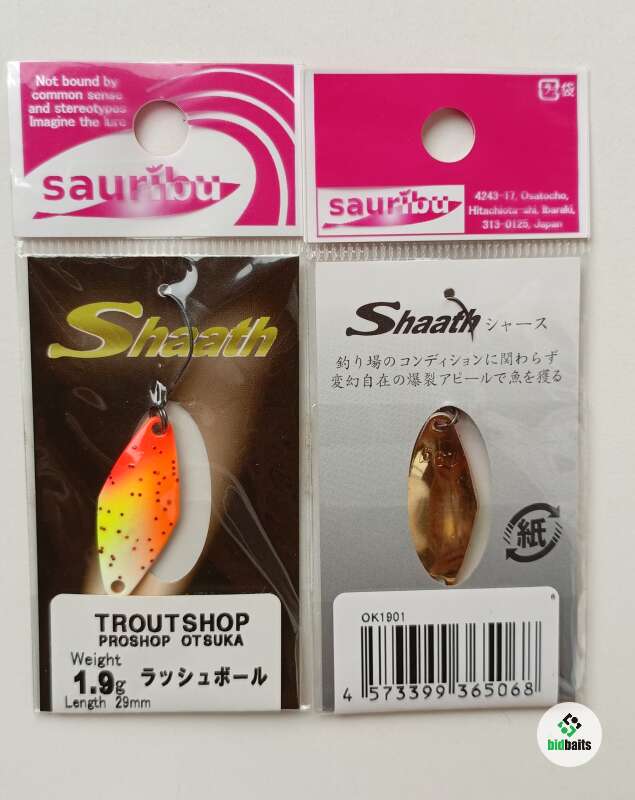 Not bound by
common sense
and stereotypes
Imagine the lure
sauribu
Shaath
TROUTSHOP
PROSHOP OTSUKA
Weight
1.9g ラッシュボール
Length 29mm
袋
sauribu
4243-17, Osatocho,
Hitachiota-shi, Ibaraki,
313-0125, Japan
Shaath シャース
釣り場のコンディションに関わらず
変幻自在の爆裂アピールで魚を獲る
紙
OK1901
4 573399 365068
bidbaits